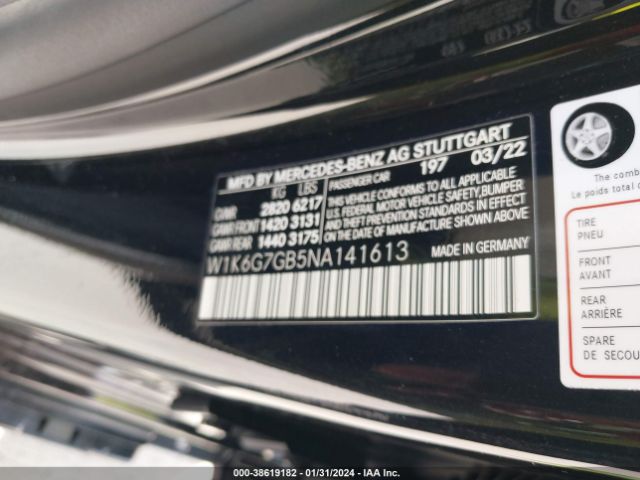 MFD BY MERCEDES-BENZ AG STUTTGART
KG LBS PASSENGER CAR 197 03/22
GVWR 2820 6217
GAWR FRONT 1420 3131
GAWR REAR 1440 3175
THIS VEHICLE CONFORMS TO ALL APPLICABLE
U.S. FEDERAL MOTOR VEHICLE SAFETY, BUMPER
AND THEFT PREVENTION STANDARDS IN EFFECT
ON THE DATE OF MANUFACTURE SHOWN ABOVE.
W1K6G7GB5NA141613 MADE IN GERMANY
The comb
Le poids total d
TIRE
PNEU
FRONT
AVANT
REAR
ARRIÈRE
SPARE
DE SECOU
000-38619182 - 01/31/2024 - IAA Inc.